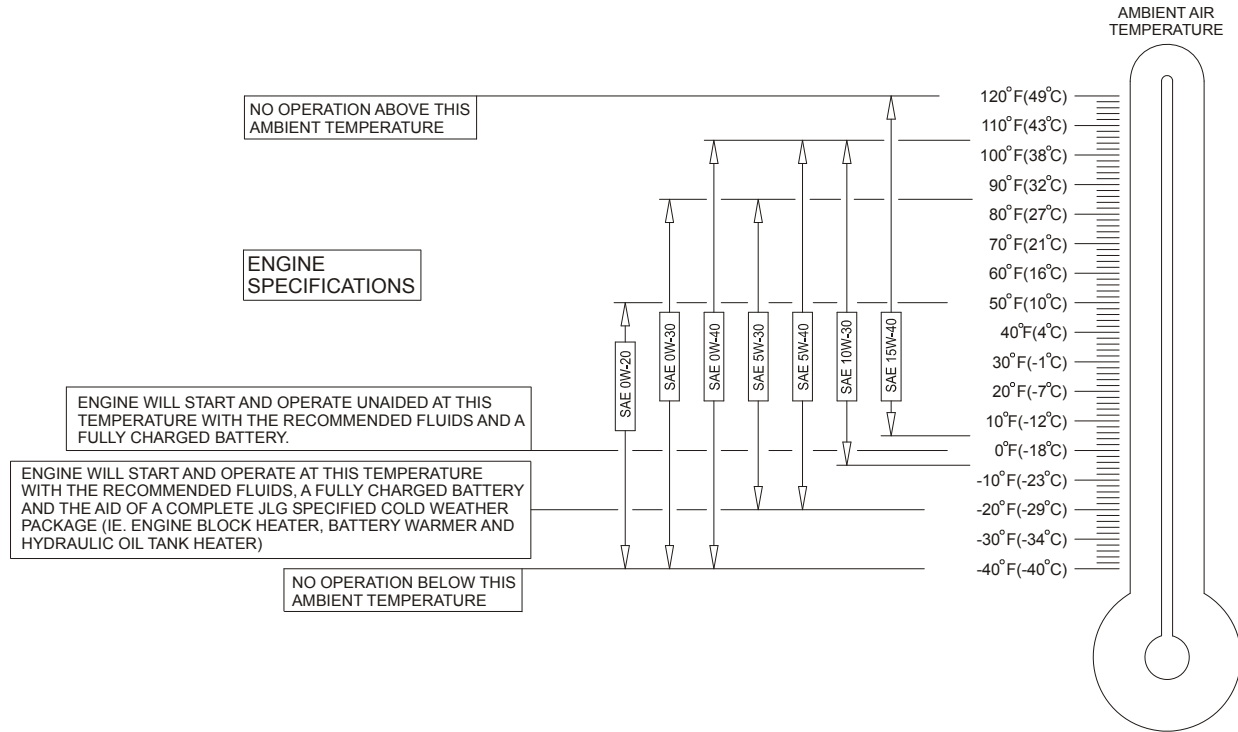 AMBIENT AIR
TEMPERATURE
NO OPERATION ABOVE THIS
AMBIENT TEMPERATURE
120°F(49°C)
110°F(43°C)
100°F(38°C)
90°F(32°C)
80°F(27°C)
70°F(21°C)
60°F(16°C)
50°F(10°C)
40°F(4°C)
30°F(-1°C)
20°F(-7°C)
10°F(-12°C)
0°F(-18°C)
-10°F(-23°C)
-20°F(-29°C)
-30°F(-34°C)
-40°F(-40°C)
ENGINE
SPECIFICATIONS
SAE 0W-20
SAE 0W-30
SAE 0W-40
SAE 5W-30
SAE 5W-40
SAE 10W-30
SAE 15W-40
ENGINE WILL START AND OPERATE UNAIDED AT THIS
TEMPERATURE WITH THE RECOMMENDED FLUIDS AND A
FULLY CHARGED BATTERY.
ENGINE WILL START AND OPERATE AT THIS TEMPERATURE
WITH THE RECOMMENDED FLUIDS, A FULLY CHARGED BATTERY
AND THE AID OF A COMPLETE JLG SPECIFIED COLD WEATHER
PACKAGE (IE. ENGINE BLOCK HEATER, BATTERY WARMER AND
HYDRAULIC OIL TANK HEATER)
NO OPERATION BELOW THIS
AMBIENT TEMPERATURE